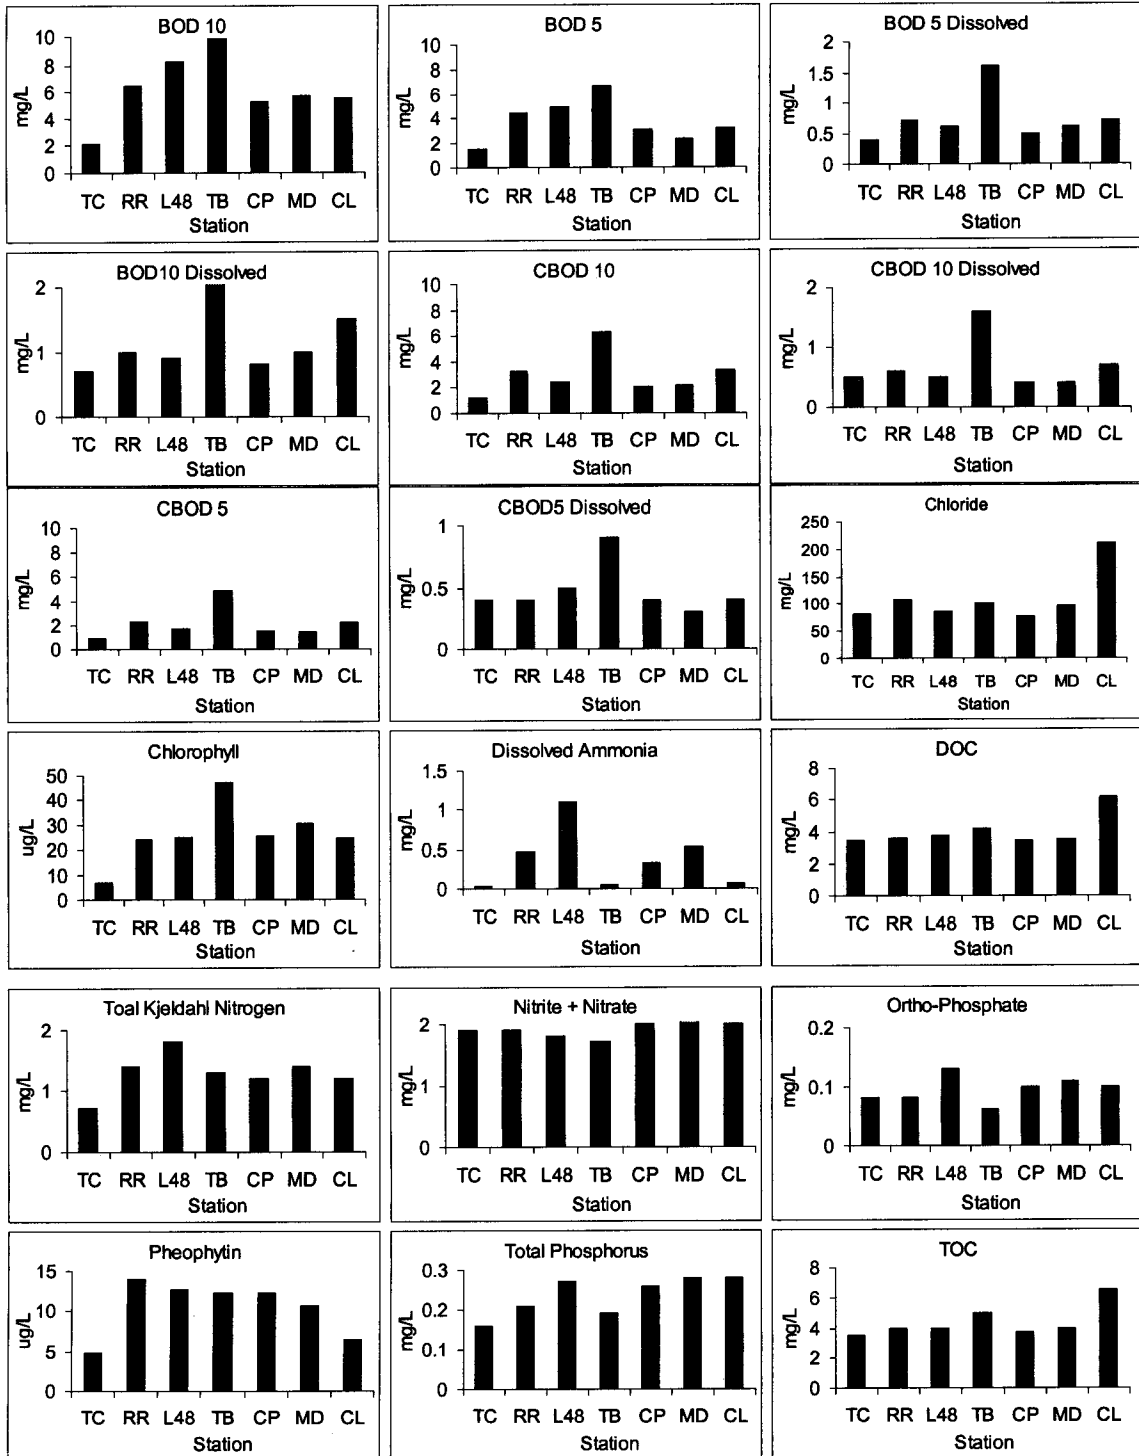 BOD 10
10
8
6
4
2
0
mg/L
TC RR L48 TB CP MD CL
Station
BOD 5
10
8
6
4
2
0
mg/L
TC RR L48 TB CP MD CL
Station
BOD 5 Dissolved
2
1.5
1
0.5
0
mg/L
TC RR L48 TB CP MD CL
Station
BOD10 Dissolved
2
1
0
mg/L
TC RR L48 TB CP MD CL
Station
CBOD 10
10
8
6
4
2
0
mg/L
TC RR L48 TB CP MD CL
Station
CBOD 10 Dissolved
2
1.5
1
0.5
0
mg/L
TC RR L48 TB CP MD CL
Station
CBOD 5
10
8
6
4
2
0
mg/L
TC RR L48 TB CP MD CL
Station
CBOD5 Dissolved
1
0.5
0
mg/L
TC RR L48 TB CP MD CL
Station
Chloride
250
200
150
100
50
0
mg/L
TC RR L48 TB CP MD CL
Station
Chlorophyll
50
40
30
20
10
0
ug/L
TC RR L48 TB CP MD CL
Station
Dissolved Ammonia
1.5
1
0.5
0
mg/L
TC RR L48 TB CP MD CL
Station
DOC
8
6
4
2
0
mg/L
TC RR L48 TB CP MD CL
Station
Toal Kjeldahl Nitrogen
2
1
0
mg/L
TC RR L48 TB CP MD CL
Station
Nitrite + Nitrate
2
1
0
mg/L
TC RR L48 TB CP MD CL
Station
Ortho-Phosphate
0.2
0.1
0
mg/L
TC RR L48 TB CP MD CL
Station
Pheophytin
15
10
5
0
ug/L
TC RR L48 TB CP MD CL
Station
Total Phosphorus
0.3
0.2
0.1
0
mg/L
TC RR L48 TB CP MD CL
Station
TOC
8
6
4
2
0
mg/L
TC RR L48 TB CP MD CL
Station